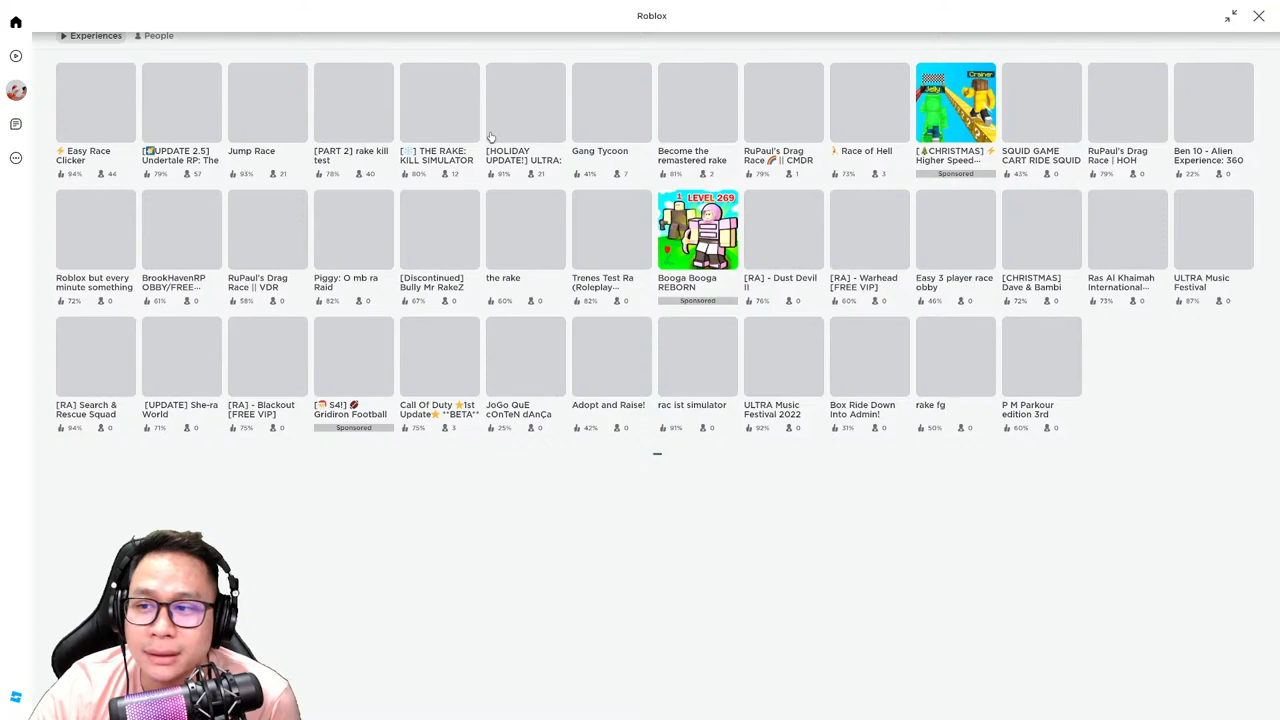 Roblox
Experiences
People
⚡ Easy Race
Clicker
94% 44
[🌠UPDATE 2.5]
Undertale RP: The
79% 57
Jump Race
93% 21
[PART 2] rake kill
test
78% 40
[❄️] THE RAKE:
KILL SIMULATOR
80% 12
[HOLIDAY
UPDATE!] ULTRA:
91% 21
Gang Tycoon
41% 7
Become the
remastered rake
81% 2
RuPaul's Drag
Race 🌈 || CMDR
79% 1
🏃 Race of Hell
73% 3
Crainer
Jelly
[🎄CHRISTMAS] ⚡
Higher Speed···
Sponsored
SQUID GAME
CART RIDE SQUID
43% 0
RuPaul's Drag
Race | HOH
79% 0
Ben 10 - Alien
Experience: 360
22% 0
Roblox but every
minute something
72% 0
BrookHavenRP
OBBY/FREE···
61% 0
RuPaul's Drag
Race || VDR
58% 0
Piggy: O mb ra
Raid
82% 0
[Discontinued]
Bully Mr RakeZ
67% 0
the rake
60% 0
Trenes Test Ra
(Roleplay···
82% 0
1 LEVEL 269
Booga Booga
REBORN
Sponsored
[RA] - Dust Devil
II
76% 0
[RA] - Warhead
[FREE VIP]
60% 0
Easy 3 player race
obby
46% 0
[CHRISTMAS]
Dave & Bambi
72% 0
Ras Al Khaimah
International···
73% 0
ULTRA Music
Festival
87% 0
[RA] Search &
Rescue Squad
94% 0
[UPDATE] She-ra
World
71% 0
[RA] - Blackout
[FREE VIP]
75% 0
[🎅 S4!] 🏈
Gridiron Football
Sponsored
Call Of Duty ⭐1st
Update⭐ **BETA**
75% 3
JoGo QuE
cOnTeN dAnÇa
25% 0
Adopt and Raise!
42% 0
rac ist simulator
91% 0
ULTRA Music
Festival 2022
92% 0
Box Ride Down
Into Admin!
31% 0
rake fg
50% 0
P M Parkour
edition 3rd
60% 0